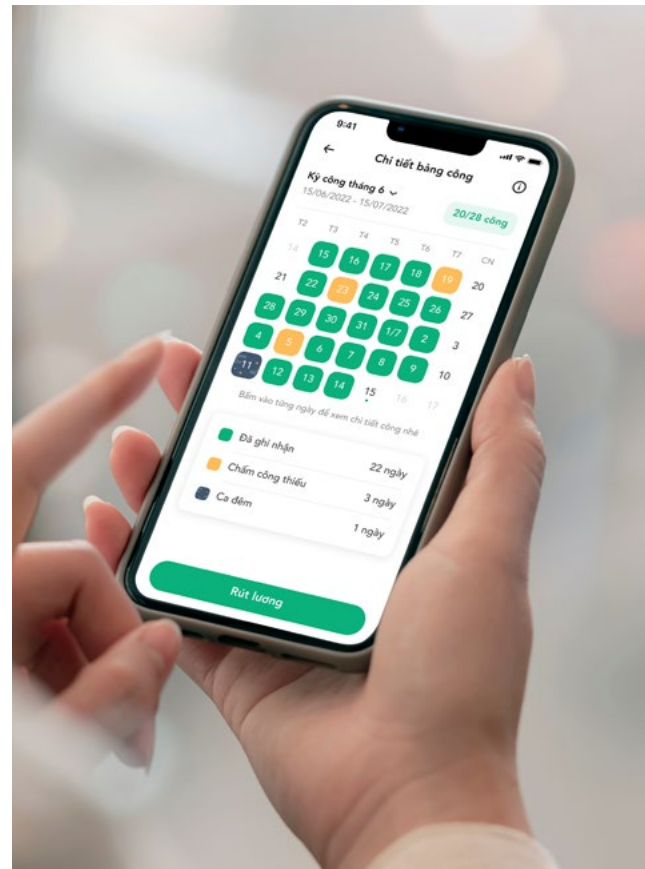 9:41
Chi tiết bảng công
Kỳ công tháng 6
15/06/2022 - 15/07/2022
20/28 công
T2 T3 T4 T5 T6 T7 CN
14 15 16 17 18 19 20
21 22 23 24 25 26 27
28 29 30 31 1/7 2 3
4 5 6 7 8 9 10
11 12 13 14 15 16 17
Bấm vào từng ngày để xem chi tiết công nhé
Đã ghi nhận 22 ngày
Chấm công thiếu 3 ngày
Ca đêm 1 ngày
Rút lương